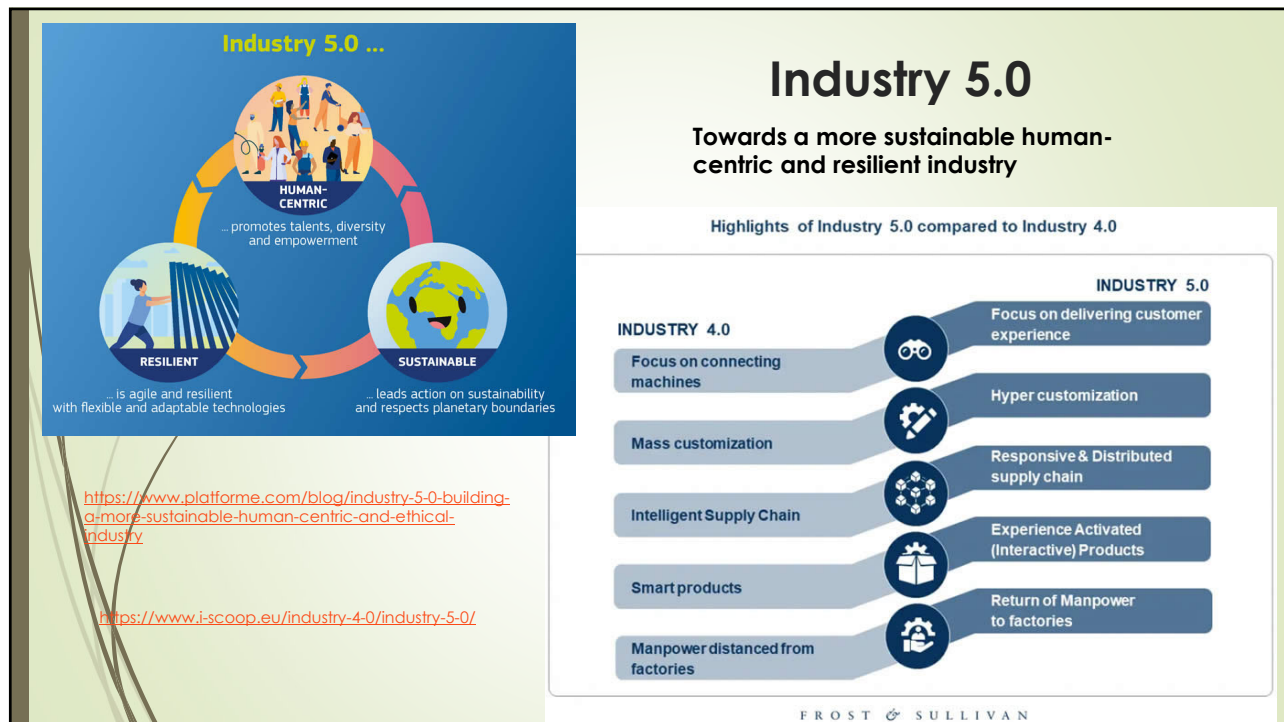 Industry 5.0 ...
HUMAN-
CENTRIC
... promotes talents, diversity
and empowerment
RESILIENT
... is agile and resilient
with flexible and adaptable technologies
SUSTAINABLE
... leads action on sustainability
and respects planetary boundaries
Industry 5.0
Towards a more sustainable human-
centric and resilient industry
https://www.platforme.com/blog/industry-5-0-building-
a-more-sustainable-human-centric-and-ethical-
industry
https://www.i-scoop.eu/industry-4-0/industry-5-0/
Highlights of Industry 5.0 compared to Industry 4.0
INDUSTRY 4.0
Focus on connecting
machines
Mass customization
Intelligent Supply Chain
Smart products
Manpower distanced from
factories
INDUSTRY 5.0
Focus on delivering customer
experience
Hyper customization
Responsive & Distributed
supply chain
Experience Activated
(Interactive) Products
Return of Manpower
to factories
FROST & SULLIVAN